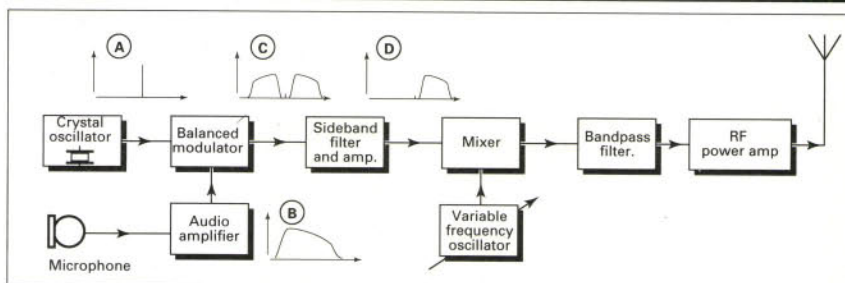 A
C
D
Crystal
oscillator
Balanced
modulator
Sideband
filter
and amp.
Mixer
Bandpass
filter.
RF
power amp
Audio
amplifier
B
Variable
frequency
oscillator
Microphone